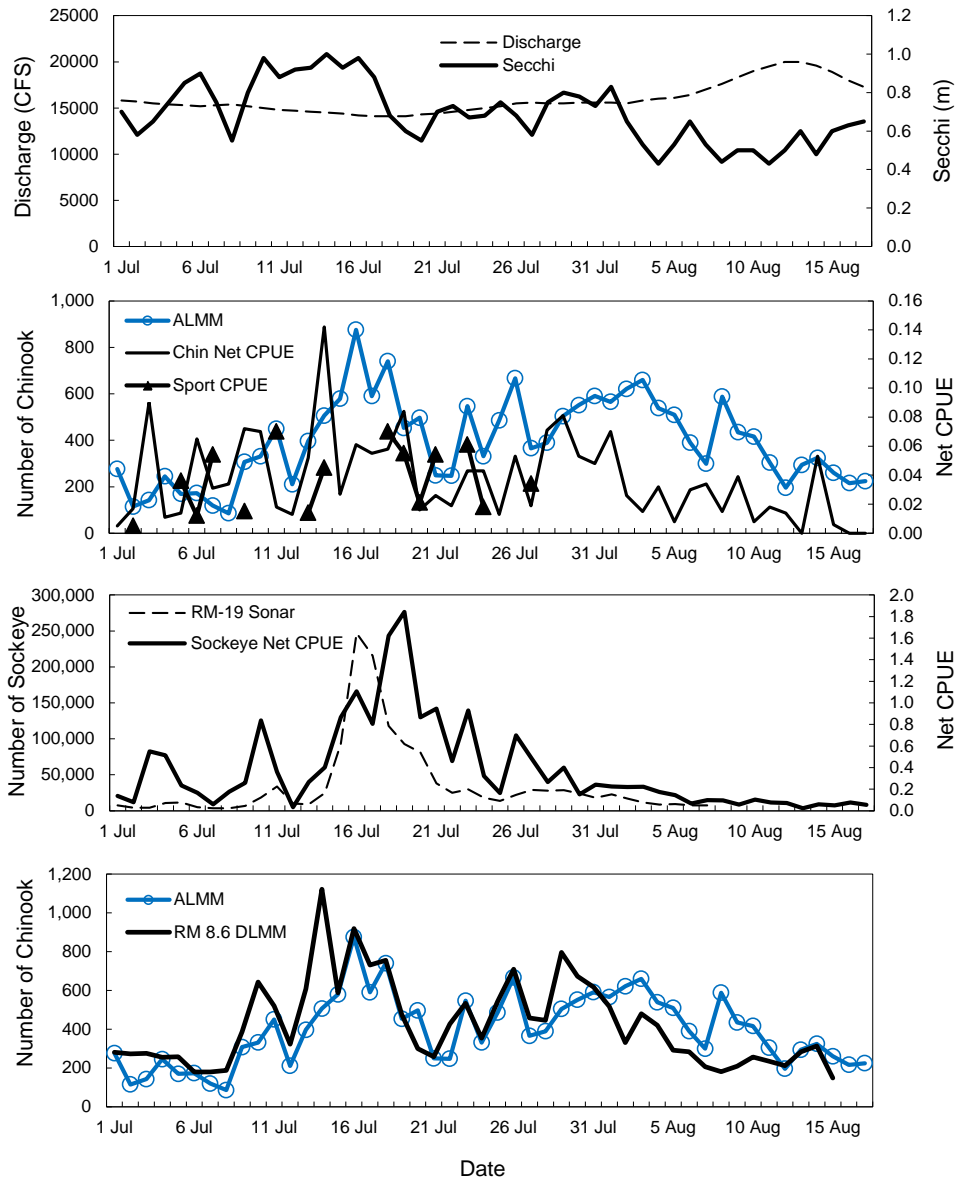 25000
20000
15000
10000
5000
0
Discharge (CFS)
Discharge
Secchi
1.2
1.0
0.8
0.6
0.4
0.2
0.0
Secchi (m)
1 Jul 6 Jul 11 Jul 16 Jul 21 Jul 26 Jul 31 Jul 5 Aug 10 Aug 15 Aug
1,000
800
600
400
200
0
Number of Chinook
ALMM
Chin Net CPUE
Sport CPUE
0.16
0.14
0.12
0.10
0.08
0.06
0.04
0.02
0.00
Net CPUE
1 Jul 6 Jul 11 Jul 16 Jul 21 Jul 26 Jul 31 Jul 5 Aug 10 Aug 15 Aug
300,000
250,000
200,000
150,000
100,000
50,000
0
Number of Sockeye
RM-19 Sonar
Sockeye Net CPUE
2.0
1.8
1.6
1.4
1.2
1.0
0.8
0.6
0.4
0.2
0.0
Net CPUE
1 Jul 6 Jul 11 Jul 16 Jul 21 Jul 26 Jul 31 Jul 5 Aug 10 Aug 15 Aug
1,200
1,000
800
600
400
200
0
Number of Chinook
ALMM
RM 8.6 DLMM
1 Jul 6 Jul 11 Jul 16 Jul 21 Jul 26 Jul 31 Jul 5 Aug 10 Aug 15 Aug
Date